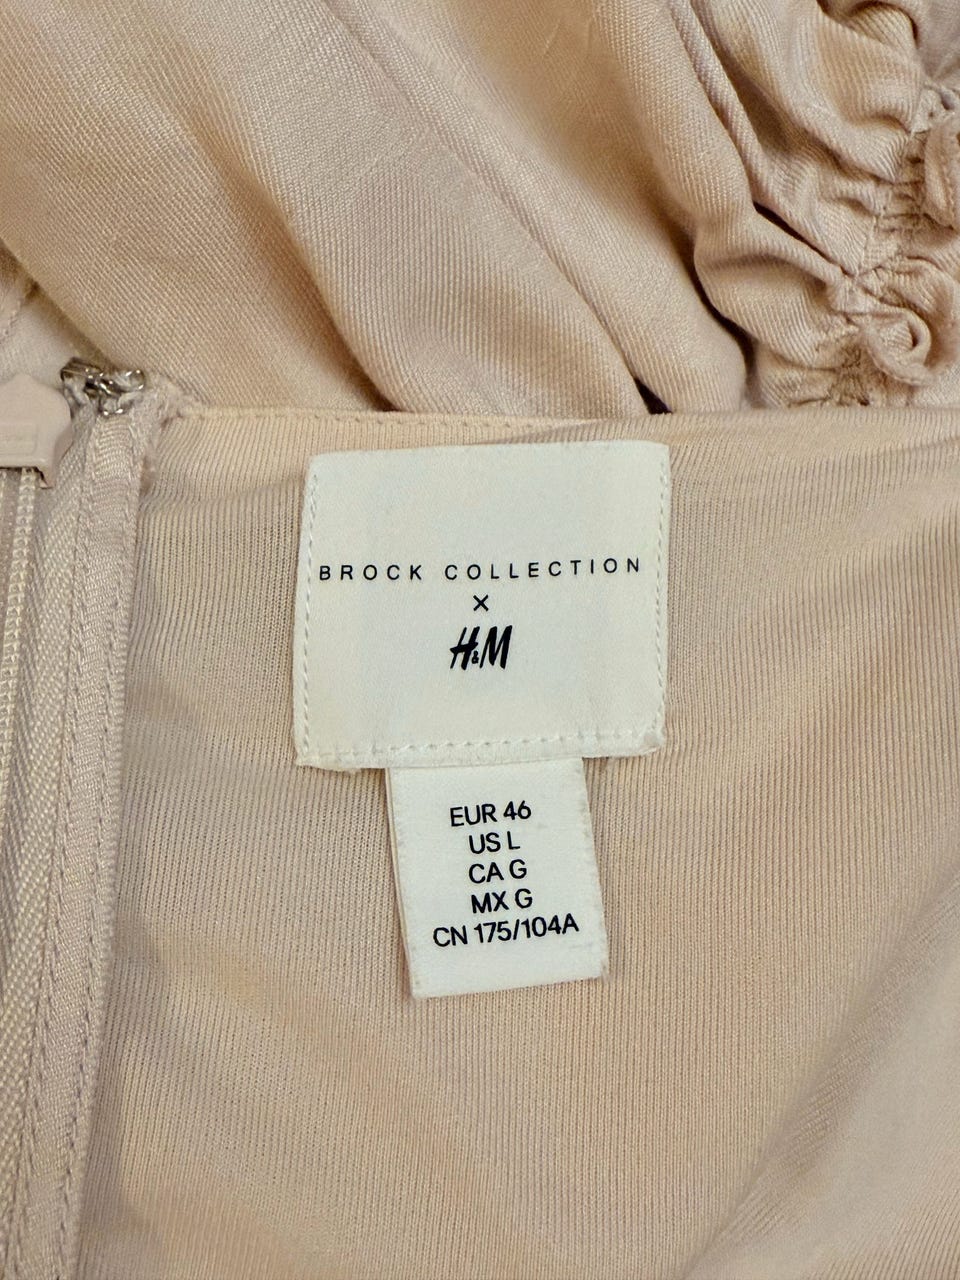 BROCK COLLECTION
×
H&M
EUR 46
US L
CA G
MX G
CN 175/104A